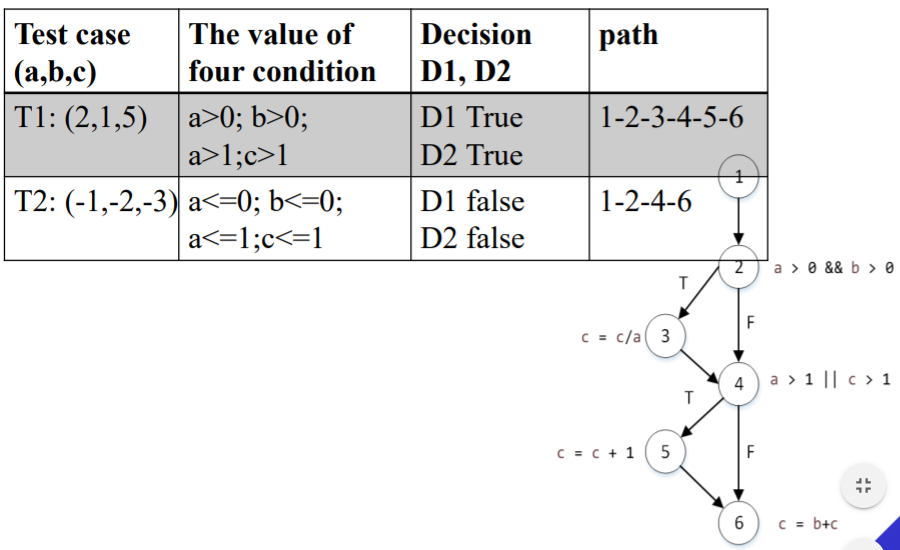 Test case
(a,b,c)
The value of
four condition
Decision
D1, D2
path
T1: (2,1,5)
a>0; b>0;
a>1;c>1
D1 True
D2 True
1-2-3-4-5-6
T2: (-1,-2,-3)
a<=0; b<=0;
a<=1;c<=1
D1 false
D2 false
1-2-4-6
1
2
a > 0 && b > 0
T
F
c = c/a
3
4
a > 1 || c > 1
T
F
c = c + 1
5
6
c = b+c